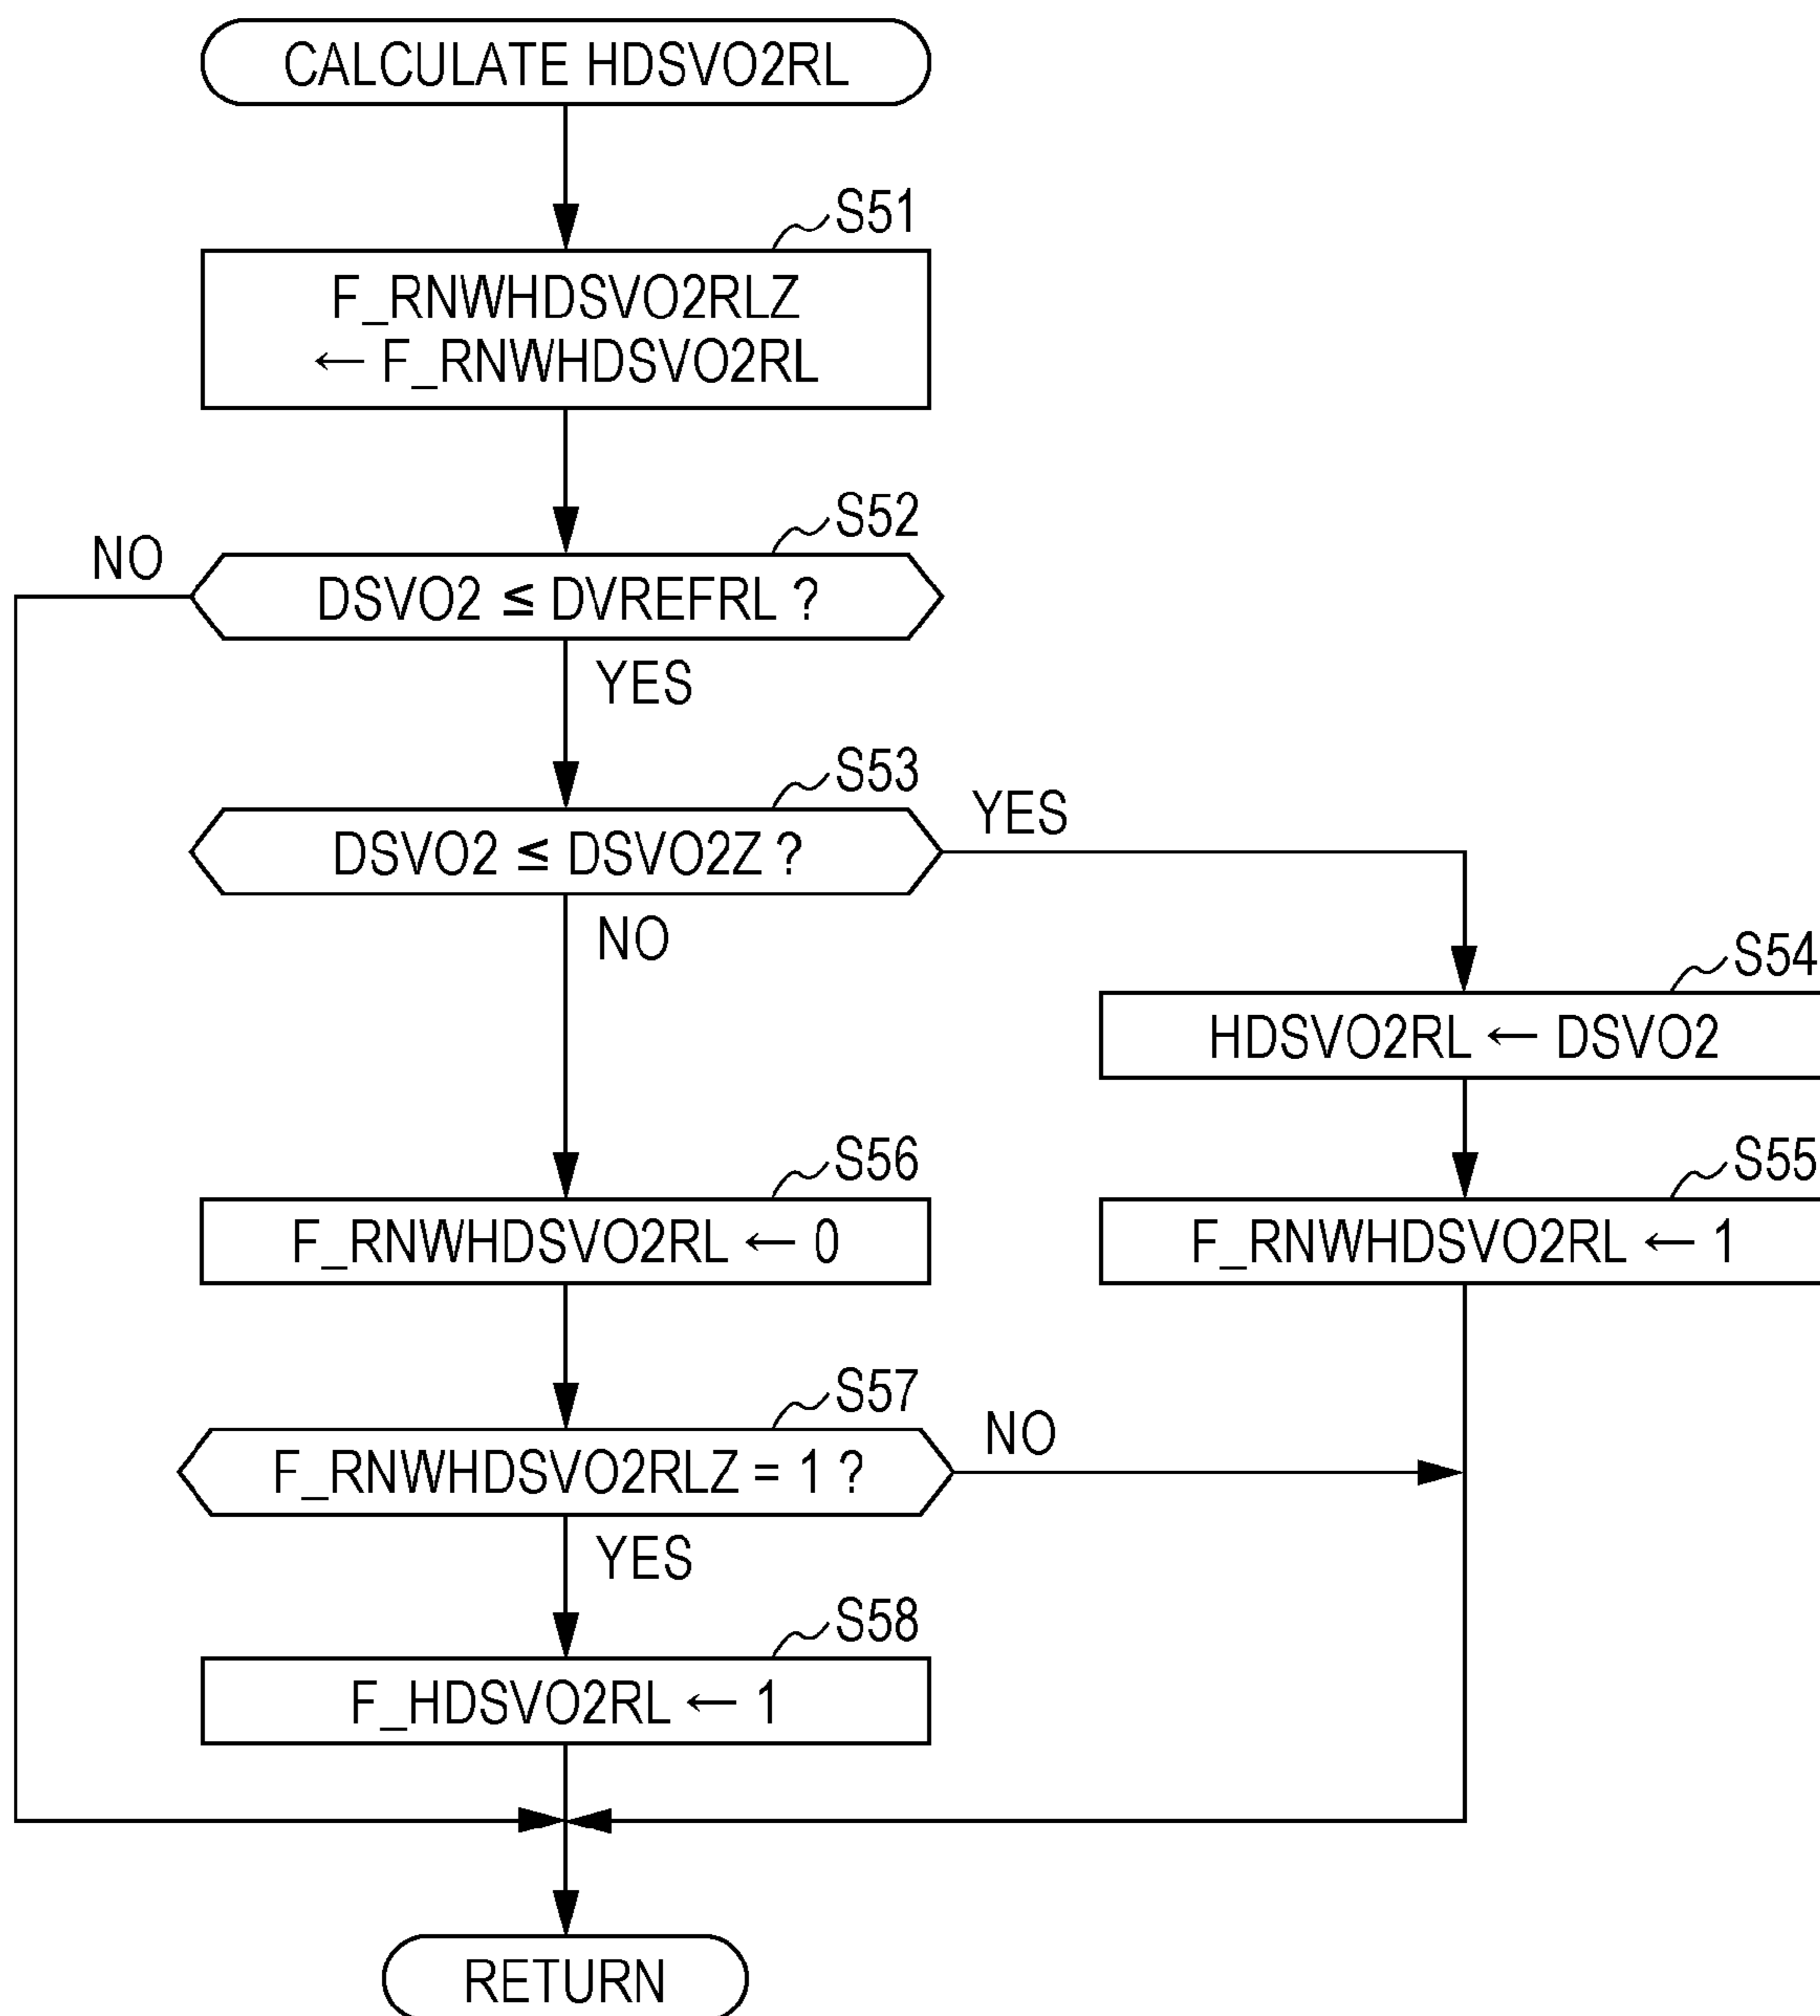 CALCULATE HDSVO2RL
S51
F_RNWHDSVO2RLZ
← F_RNWHDSVO2RL
S52
NO
DSVO2 ≤ DVREFRL ?
YES
S53
DSVO2 ≤ DSVO2Z ?
YES
NO
S54
HDSVO2RL ← DSVO2
S56
F_RNWHDSVO2RL ← 0
S55
F_RNWHDSVO2RL ← 1
S57
F_RNWHDSVO2RLZ = 1 ?
NO
YES
S58
F_HDSVO2RL ← 1
RETURN